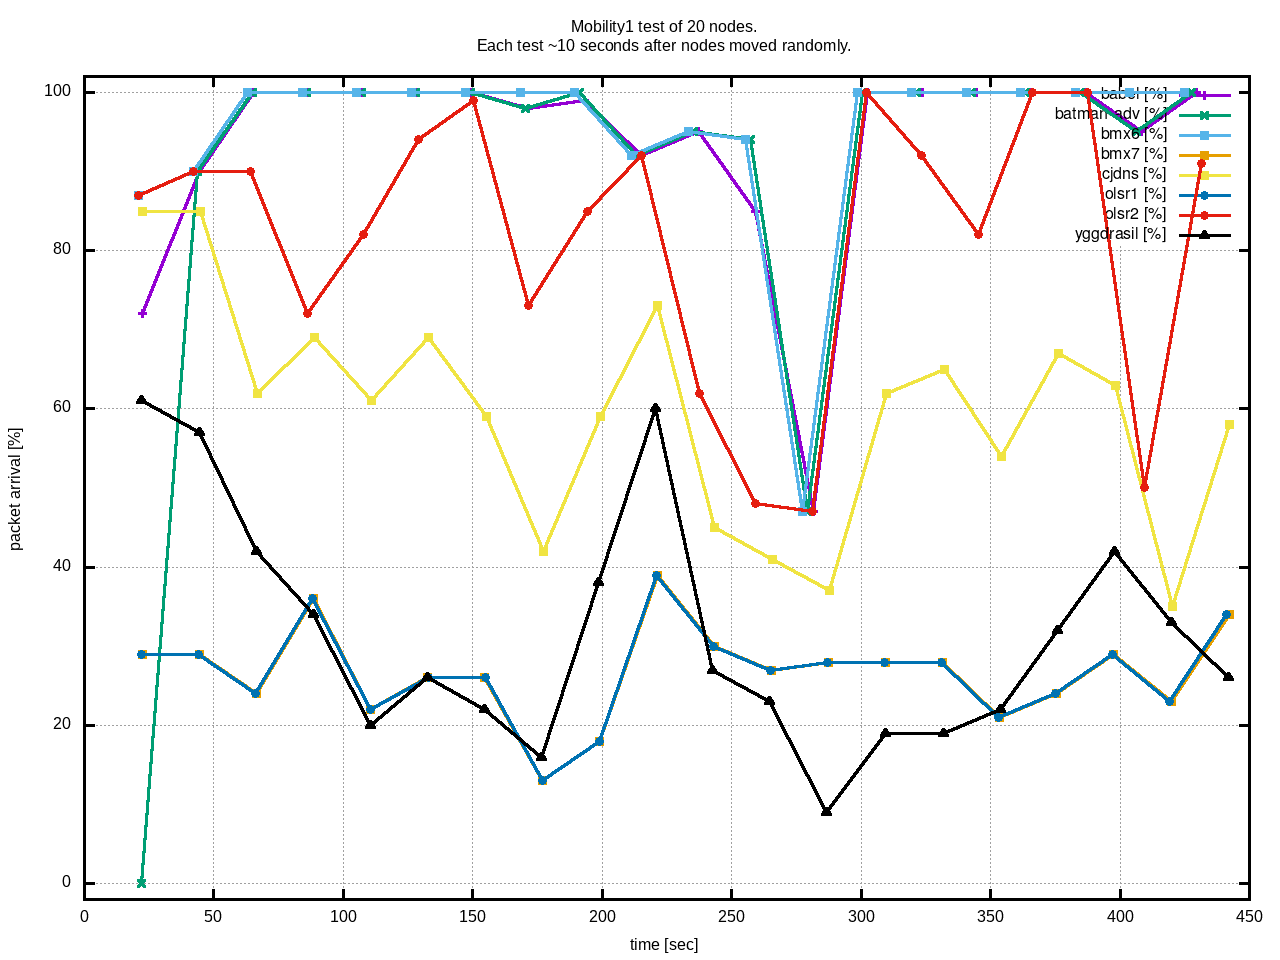 Mobility1 test of 20 nodes.
Each test ~10 seconds after nodes moved randomly.
packet arrival [%]
100
80
60
40
20
0
babel [%]
batman-adv [%]
bmx6 [%]
bmx7 [%]
cjdns [%]
olsr1 [%]
olsr2 [%]
yggdrasil [%]
0 50 100 150 200 250 300 350 400 450
time [sec]